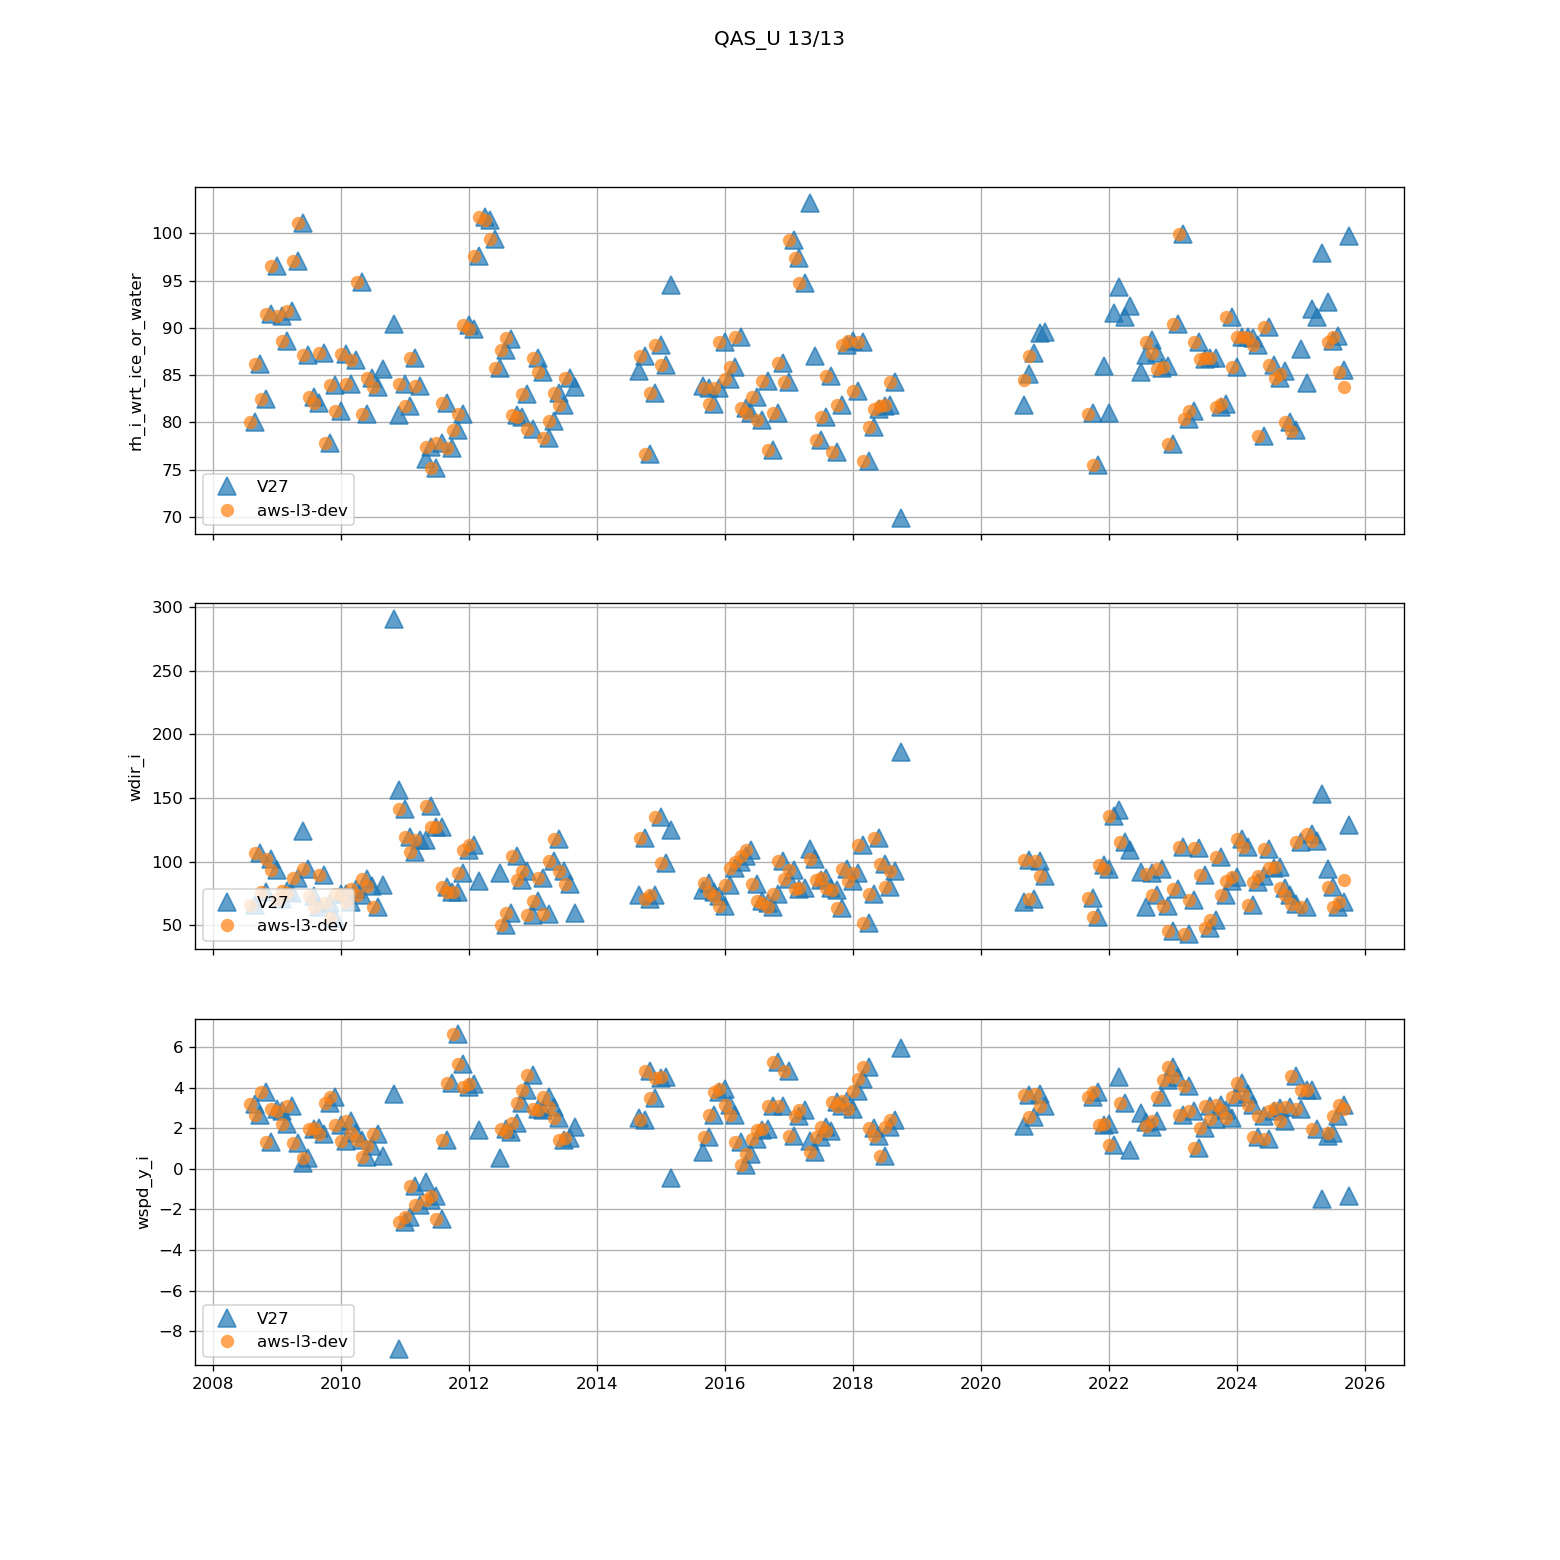 QAS_U 13/13
rh_i_wrt_ice_or_water
100
95
90
85
80
75
70
V27
aws-l3-dev
wdir_i
300
250
200
150
100
50
V27
aws-l3-dev
wspd_y_i
6
4
2
0
−2
−4
−6
−8
V27
aws-l3-dev
2008 2010 2012 2014 2016 2018 2020 2022 2024 2026